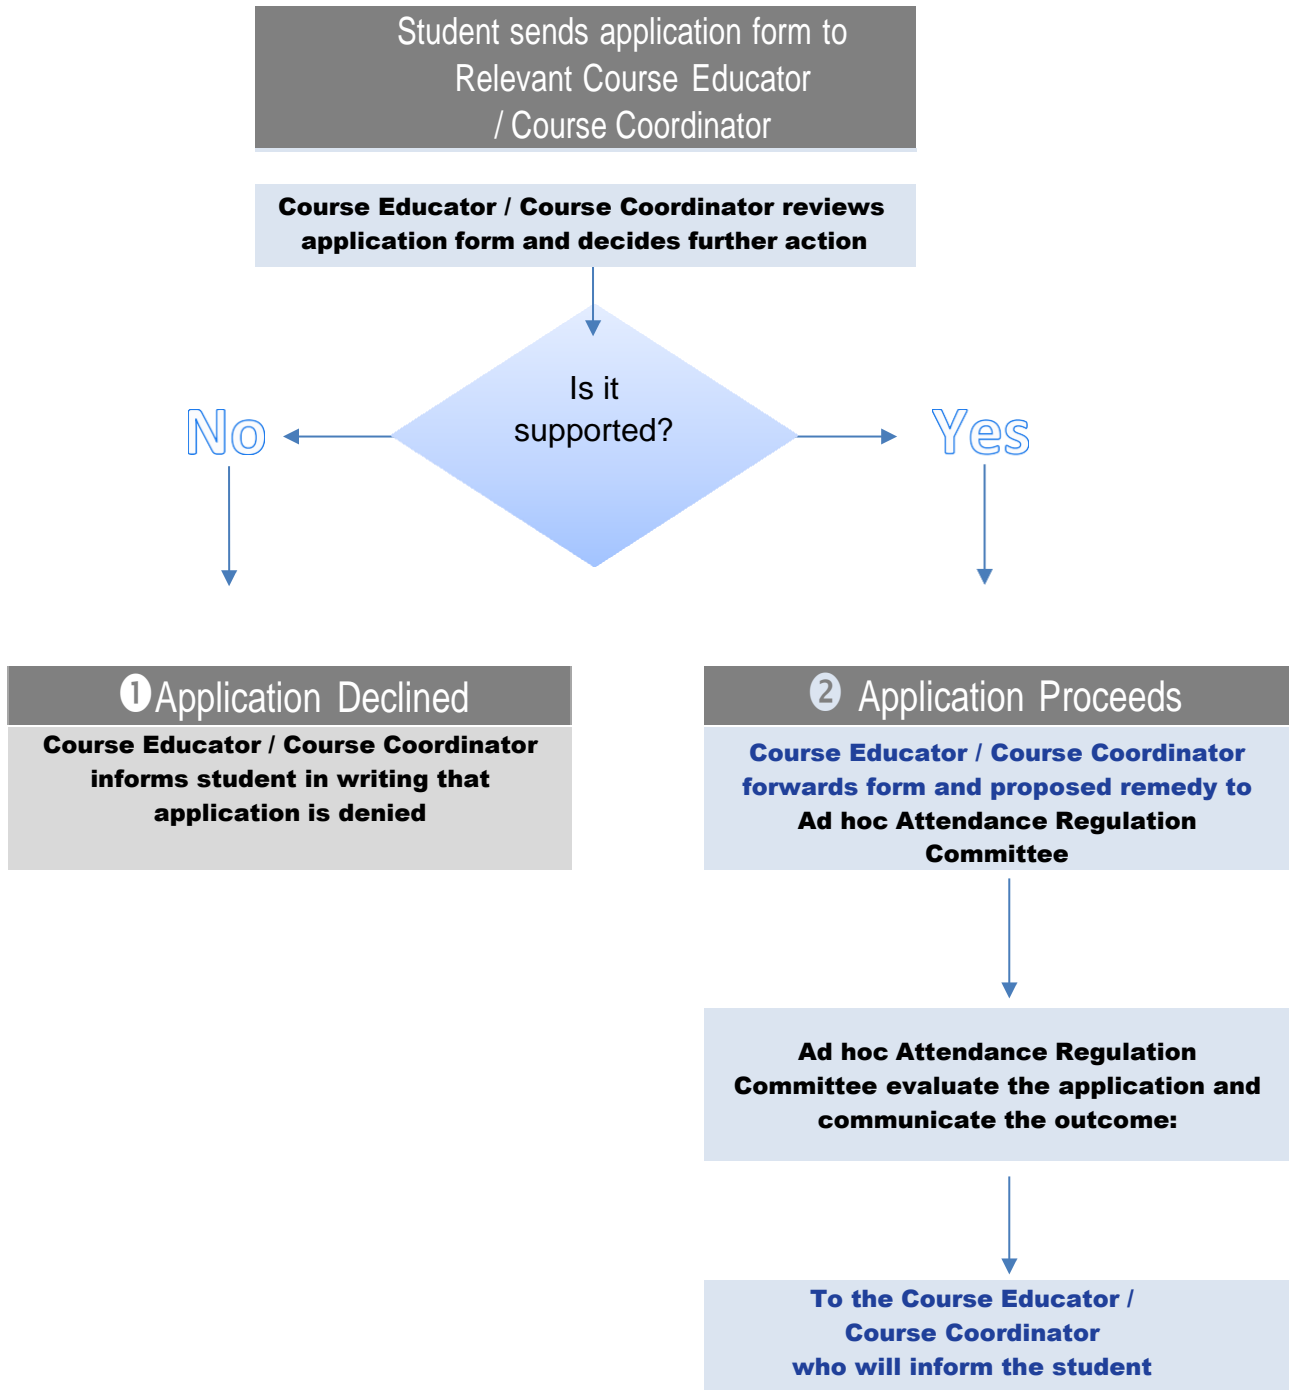 Student sends application form to
Relevant Course Educator
/ Course Coordinator
Course Educator / Course Coordinator reviews
application form and decides further action
Is it
supported?
No
Yes
❶Application Declined
Course Educator / Course Coordinator
informs student in writing that
application is denied
❷ Application Proceeds
Course Educator / Course Coordinator
forwards form and proposed remedy to
Ad hoc Attendance Regulation
Committee
Ad hoc Attendance Regulation
Committee evaluate the application and
communicate the outcome:
To the Course Educator /
Course Coordinator
who will inform the student